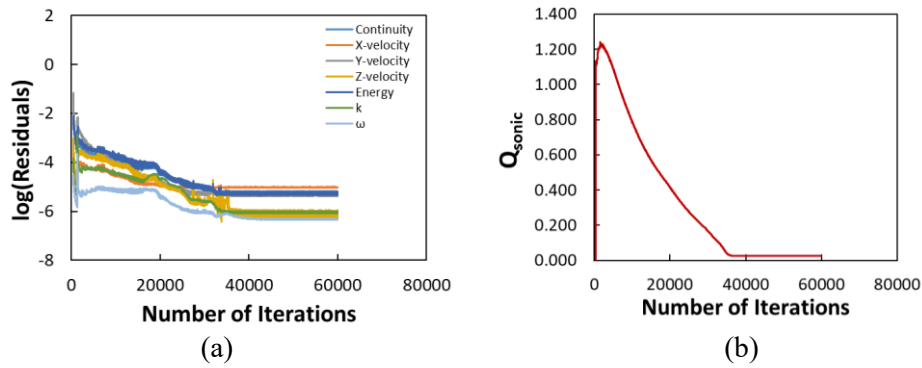 2
0
-2
-4
-6
-8
log(Residuals)
Continuity
X-velocity
Y-velocity
Z-velocity
Energy
k
ω
0 20000 40000 60000 80000
Number of Iterations
(a)
1.400
1.200
1.000
0.800
0.600
0.400
0.200
0.000
Qsonic
0 20000 40000 60000 80000
Number of Iterations
(b)